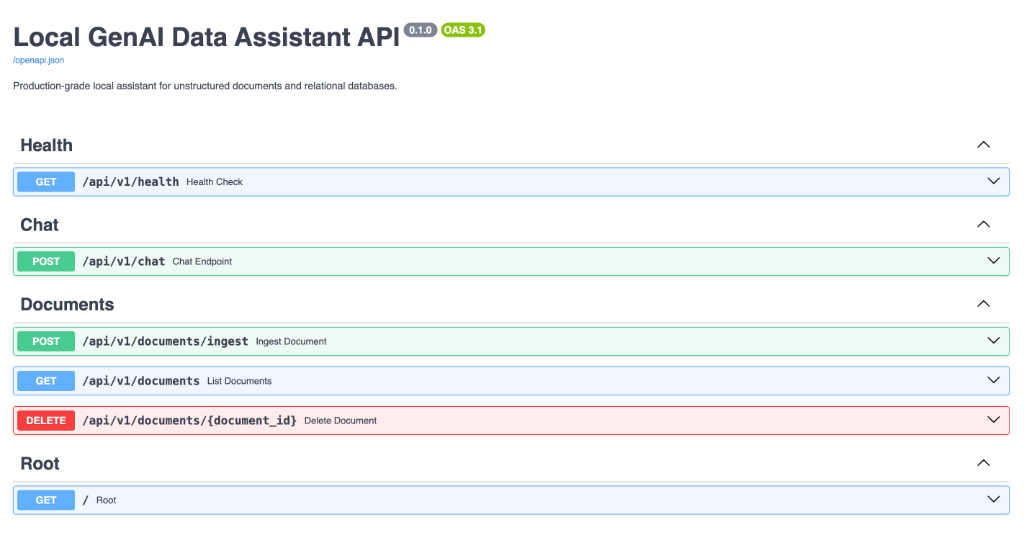 Local GenAI Data Assistant API 0.1.0 OAS 3.1
/openapi.json
Production-grade local assistant for unstructured documents and relational databases.
Health
GET /api/v1/health Health Check
Chat
POST /api/v1/chat Chat Endpoint
Documents
POST /api/v1/documents/ingest Ingest Document
GET /api/v1/documents List Documents
DELETE /api/v1/documents/{document_id} Delete Document
Root
GET / Root